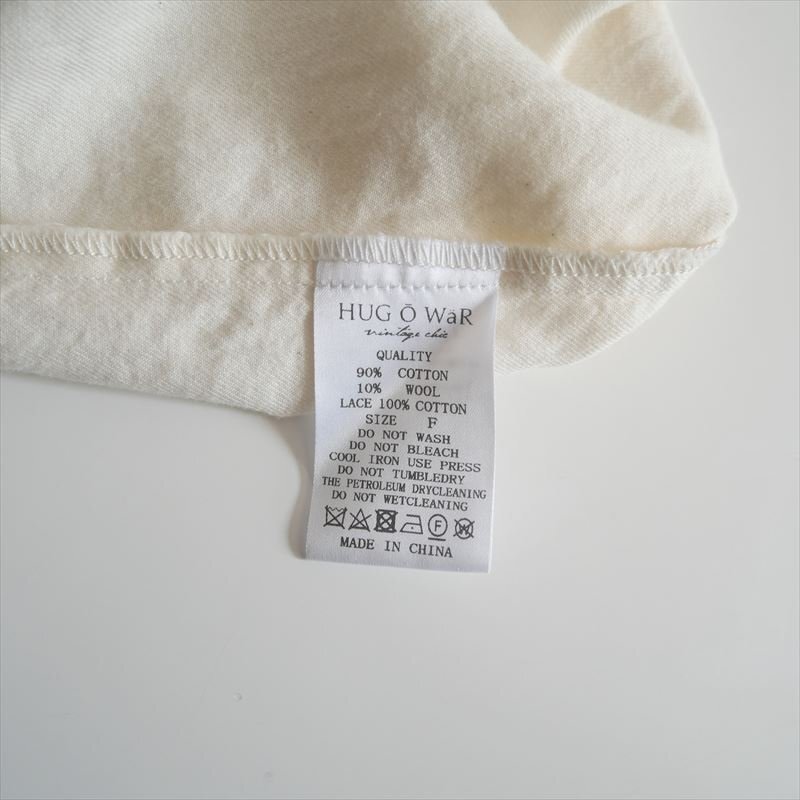 HUG Ō WäR
vintage chic
QUALITY
90% COTTON
10% WOOL
LACE 100% COTTON
SIZE F
DO NOT WASH
DO NOT BLEACH
COOL IRON USE PRESS
DO NOT TUMBLEDRY
THE PETROLEUM DRYCLEANING
DO NOT WETCLEANING
F W
MADE IN CHINA